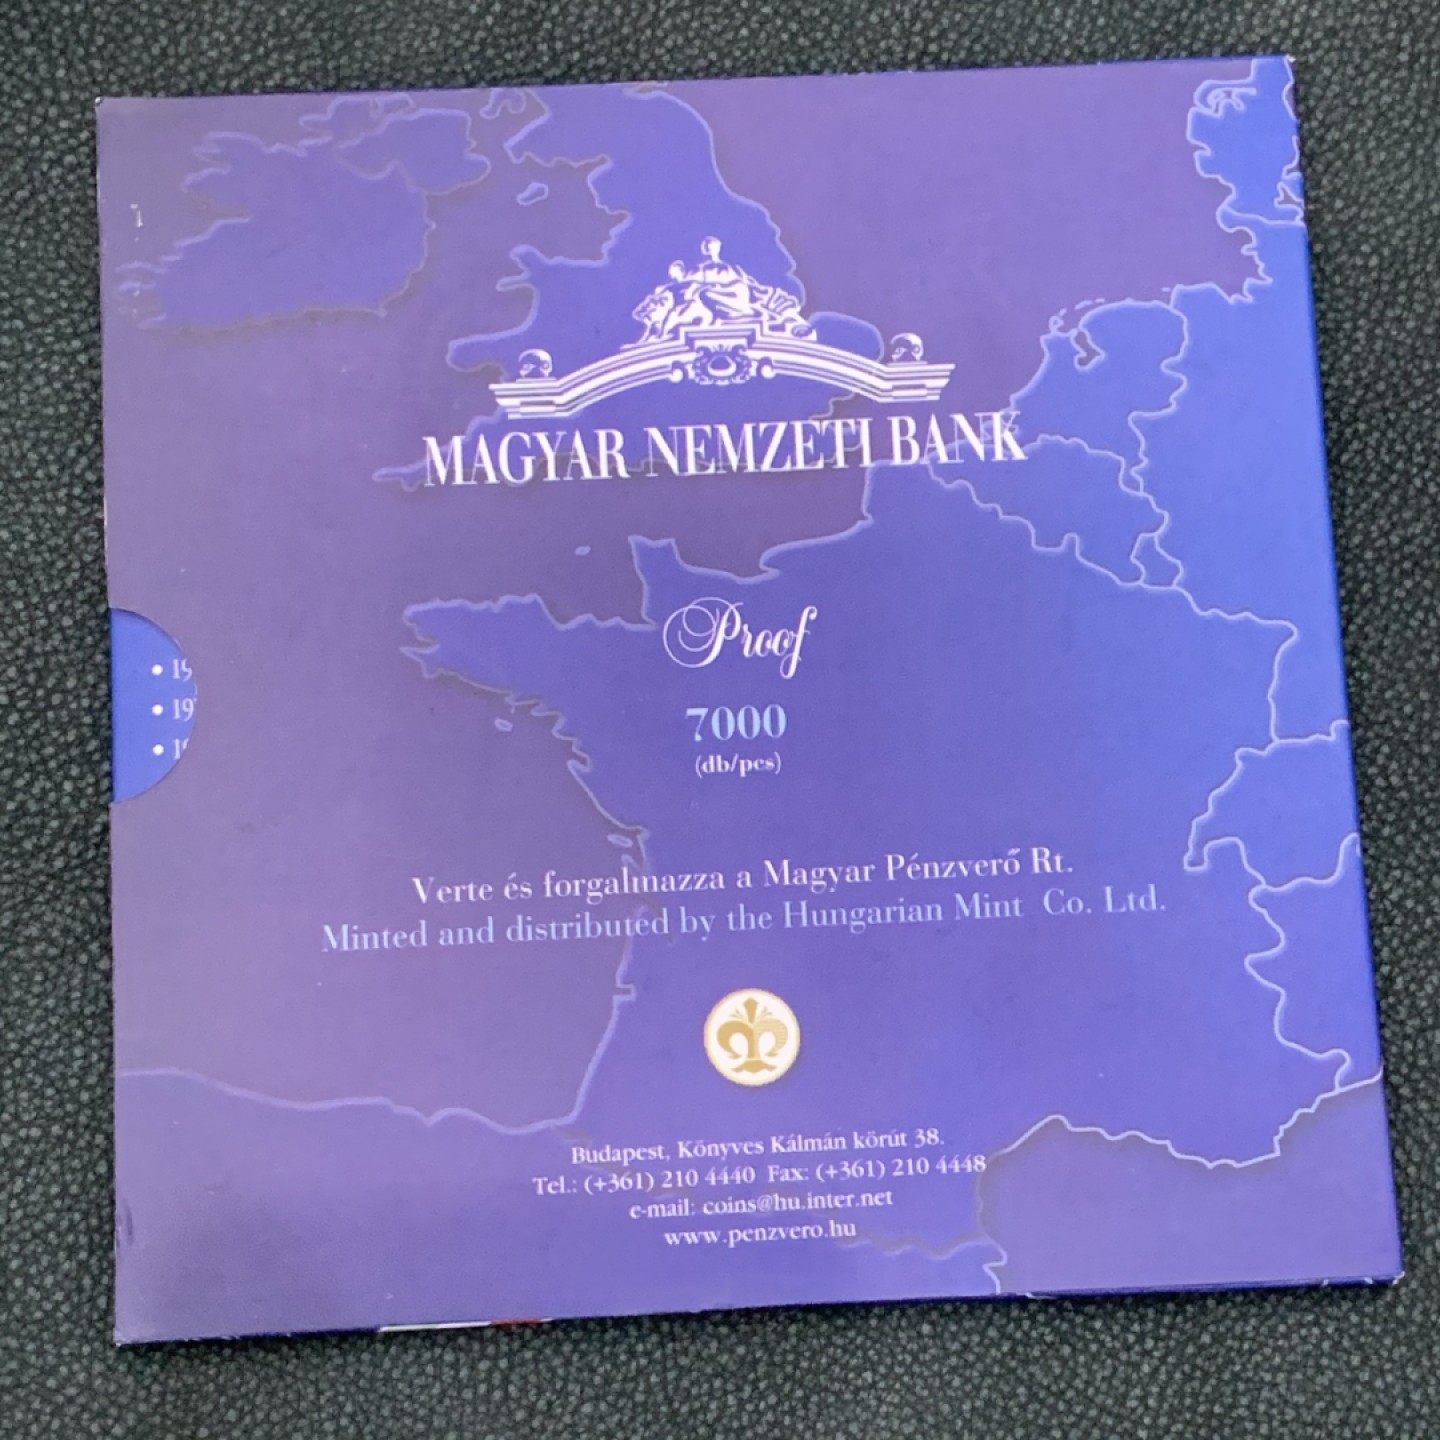 MAGYAR NEMZETI BANK
Proof
7000
(db/pcs)
Verte és forgalmazza a Magyar Pénzverő Rt.
Minted and distributed by the Hungarian Mint Co. Ltd.
Budapest, Könyves Kálmán körút 38.
Tel.: (+361) 210 4440 Fax: (+361) 210 4448
e-mail: coins@hu.inter.net
www.penzvero.hu